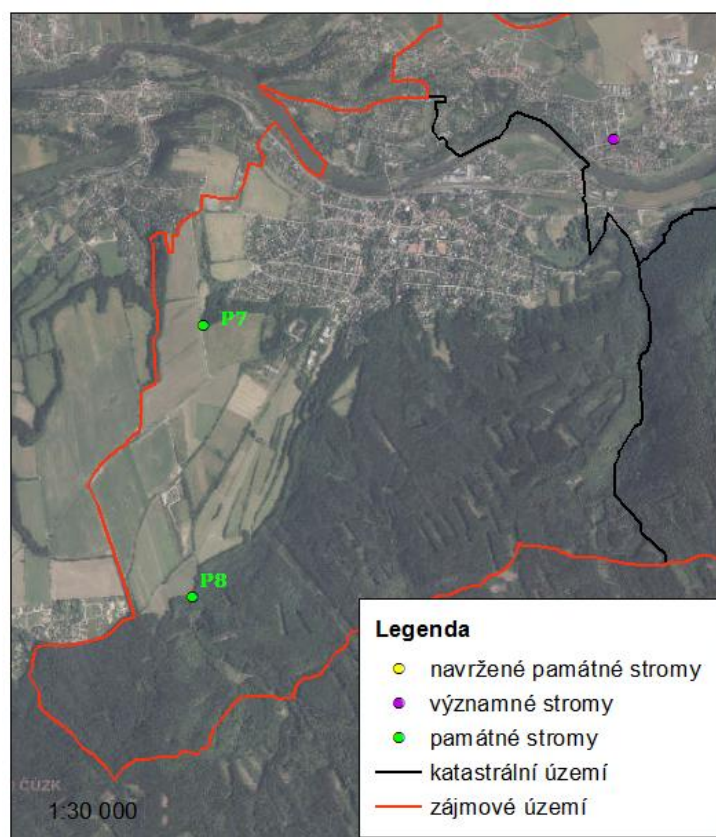 P7
P8
Legenda
navržené památné stromy
významné stromy
památné stromy
katastrální území
zájmové území
ČÚZK
1:30 000